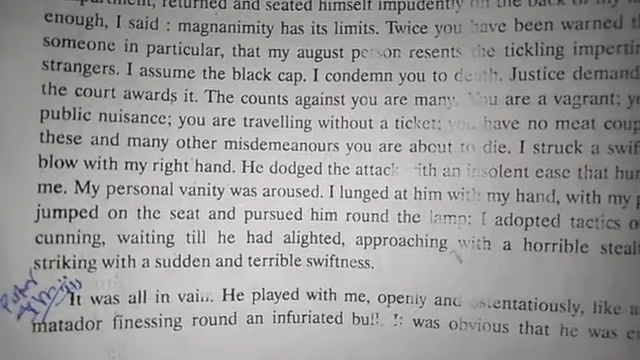 returned and seated himself impudently on the back of my
enough, I said : magnanimity has its limits. Twice you have been warned
someone in particular, that my august person resents the tickling
strangers. I assume the black cap. I condemn you to death. Justice
the court awards it. The counts against you are many. You are a vagrant;
public nuisance; you are travelling without a ticket; you have no meat
these and many other misdemeanours you are about to die. I struck a
blow with my right hand. He dodged the attack with an insolent ease that
me. My personal vanity was aroused. I lunged at him with my hand, with my
jumped on the seat and pursued him round the lamp: I adopted tactics
cunning, waiting till he had alighted, approaching with a horrible
striking with a sudden and terrible swiftness.
It was all in vain. He played with me, openly and ostentatiously, like
matador finessing round an infuriated bull. It was obvious that he was